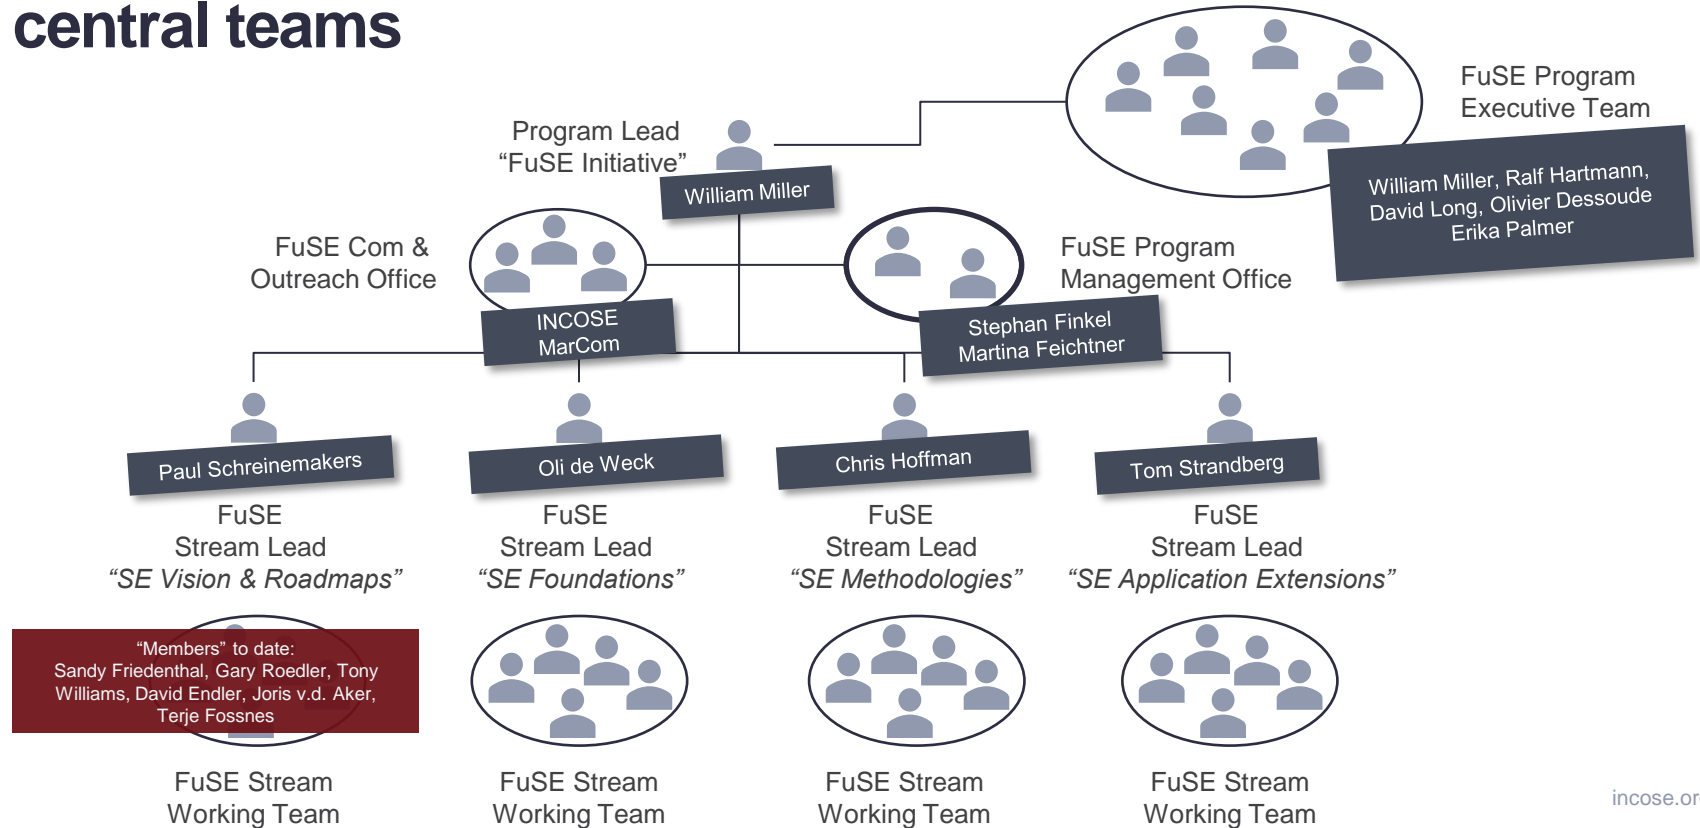 central teams
FuSE Program
Executive Team
William Miller, Ralf Hartmann,
David Long, Olivier Dessoude
Erika Palmer
Program Lead
“FuSE Initiative”
William Miller
FuSE Com &
Outreach Office
INCOSE
MarCom
FuSE Program
Management Office
Stephan Finkel
Martina Feichtner
Paul Schreinemakers
Oli de Weck
Chris Hoffman
Tom Strandberg
FuSE
Stream Lead
“SE Vision & Roadmaps”
FuSE
Stream Lead
“SE Foundations”
FuSE
Stream Lead
“SE Methodologies”
FuSE
Stream Lead
“SE Application Extensions”
“Members” to date:
Sandy Friedenthal, Gary Roedler, Tony
Williams, David Endler, Joris v.d. Aker,
Terje Fossnes
FuSE Stream
Working Team
FuSE Stream
Working Team
FuSE Stream
Working Team
FuSE Stream
Working Team
incose.or